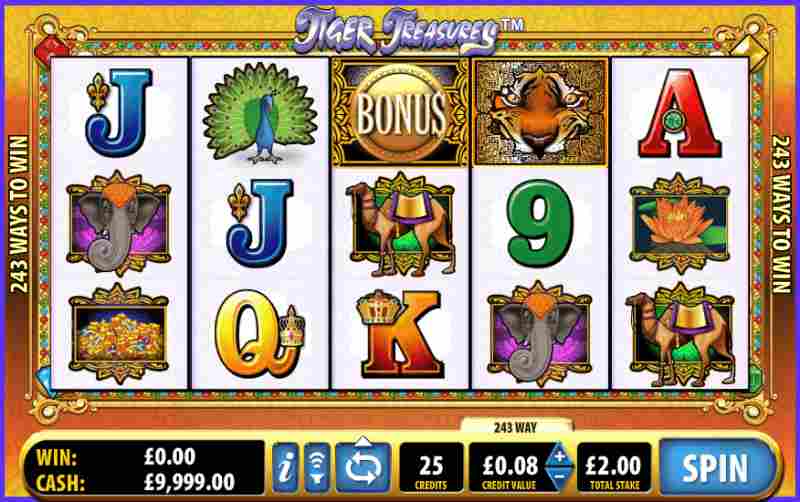 TIGER TREASURES™
243 WAYS TO WIN
243 WAYS TO WIN
J
BONUS
A
J
9
Q
K
243 WAY
WIN: £0.00
CASH: £9,999.00
i
25
CREDITS
£0.08
CREDIT VALUE
+
-
£2.00
TOTAL STAKE
SPIN